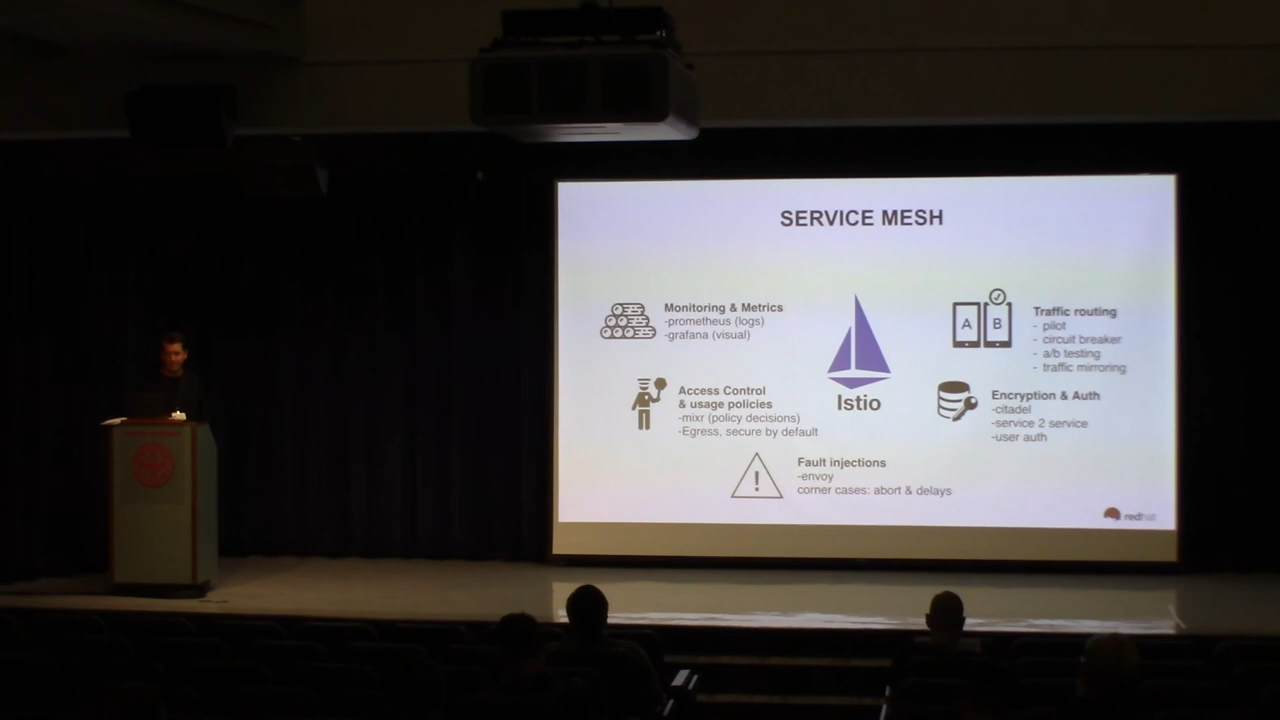 SERVICE MESH
Monitoring & Metrics
-prometheus (logs)
-grafana (visual)
Traffic routing
- pilot
- circuit breaker
- a/b testing
- traffic mirroring
A B
Istio
Access Control
& usage policies
-mixr (policy decisions)
-Egress, secure by default
Encryption & Auth
-citadel
-service 2 service
-user auth
!
Fault injections
-envoy
corner cases: abort & delays
redhat